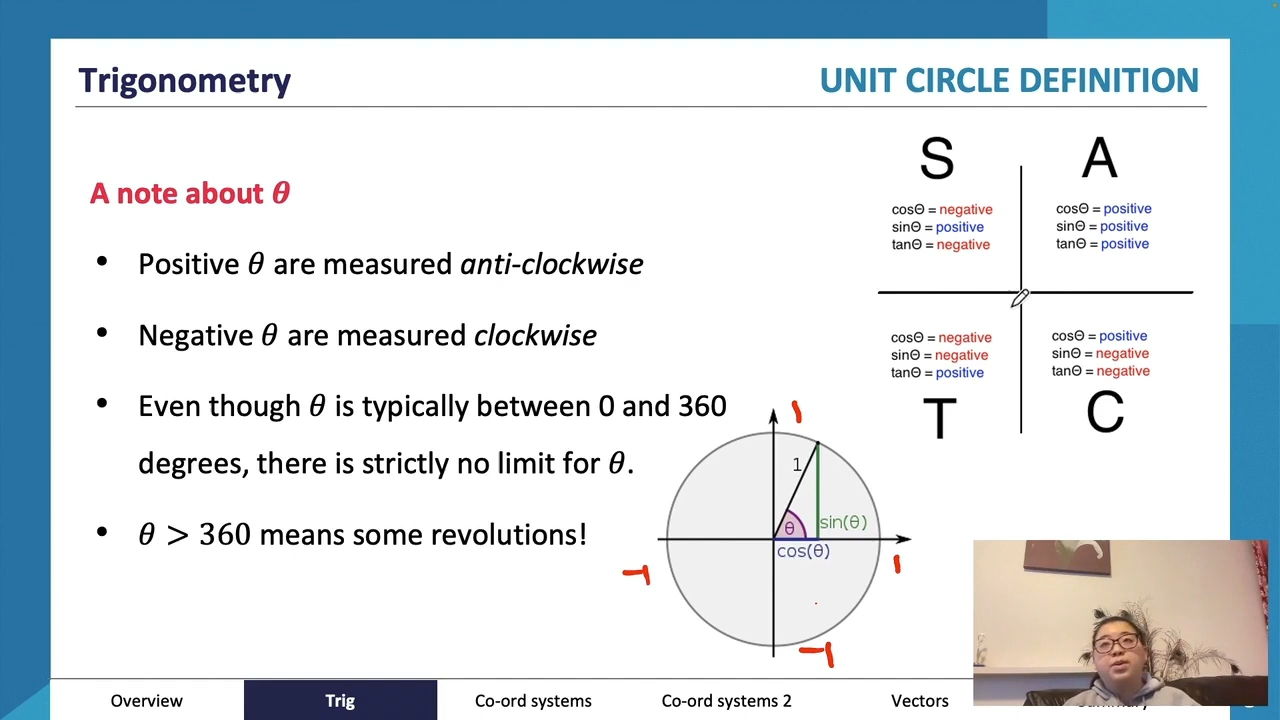 Trigonometry
UNIT CIRCLE DEFINITION
A note about θ
• Positive θ are measured anti-clockwise
• Negative θ are measured clockwise
• Even though θ is typically between 0 and 360
degrees, there is strictly no limit for θ.
• θ > 360 means some revolutions!
S
cosΘ = negative
sinΘ = positive
tanΘ = negative
A
cosΘ = positive
sinΘ = positive
tanΘ = positive
cosΘ = negative
sinΘ = negative
tanΘ = positive
T
cosΘ = positive
sinΘ = negative
tanΘ = negative
C
1
1
sin(θ)
θ
cos(θ)
-1
1
-1
Overview
Trig
Co-ord systems
Co-ord systems 2
Vectors